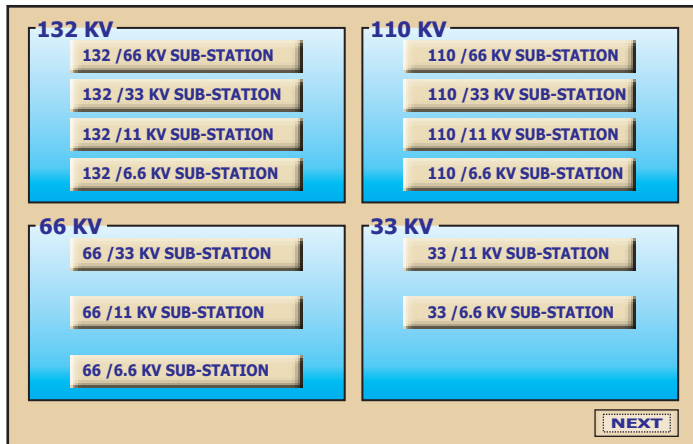 132 KV
132 /66 KV SUB-STATION
132 /33 KV SUB-STATION
132 /11 KV SUB-STATION
132 /6.6 KV SUB-STATION
110 KV
110 /66 KV SUB-STATION
110 /33 KV SUB-STATION
110 /11 KV SUB-STATION
110 /6.6 KV SUB-STATION
66 KV
66 /33 KV SUB-STATION
66 /11 KV SUB-STATION
66 /6.6 KV SUB-STATION
33 KV
33 /11 KV SUB-STATION
33 /6.6 KV SUB-STATION
NEXT